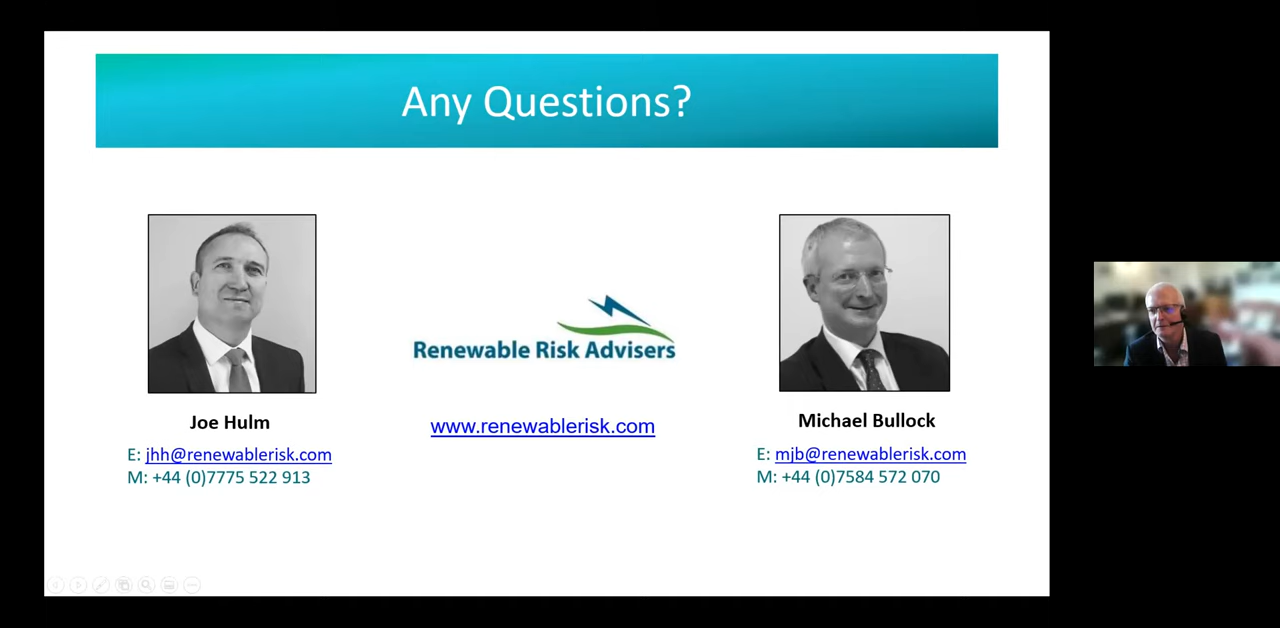 Any Questions?
Renewable Risk Advisers
www.renewablerisk.com
Joe Hulm
E: jhh@renewablerisk.com
M: +44 (0)7775 522 913
Michael Bullock
E: mjb@renewablerisk.com
M: +44 (0)7584 572 070